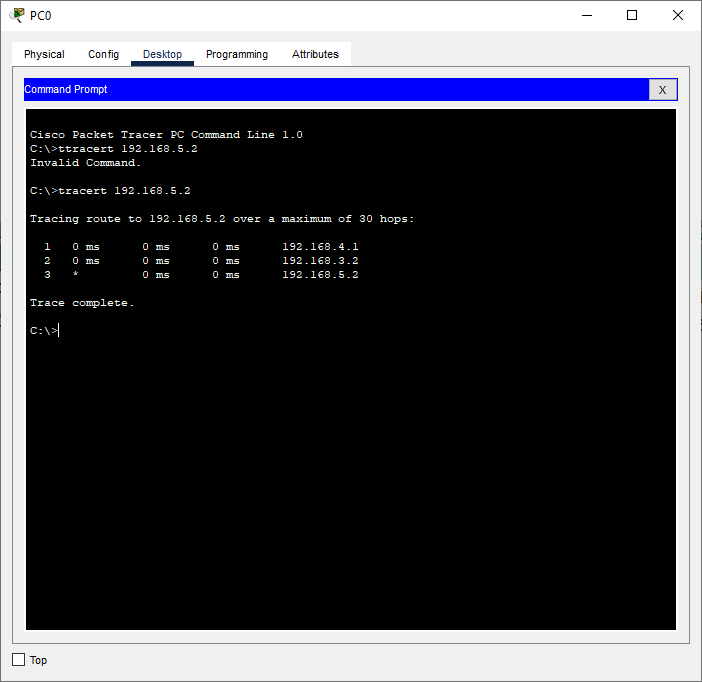 PC0
Physical Config Desktop Programming Attributes
Command Prompt X
Cisco Packet Tracer PC Command Line 1.0
C:\>ttracert 192.168.5.2
Invalid Command.
C:\>tracert 192.168.5.2
Tracing route to 192.168.5.2 over a maximum of 30 hops:
1 0 ms 0 ms 0 ms 192.168.4.1
2 0 ms 0 ms 0 ms 192.168.3.2
3 * 0 ms 0 ms 192.168.5.2
Trace complete.
C:\>
Top